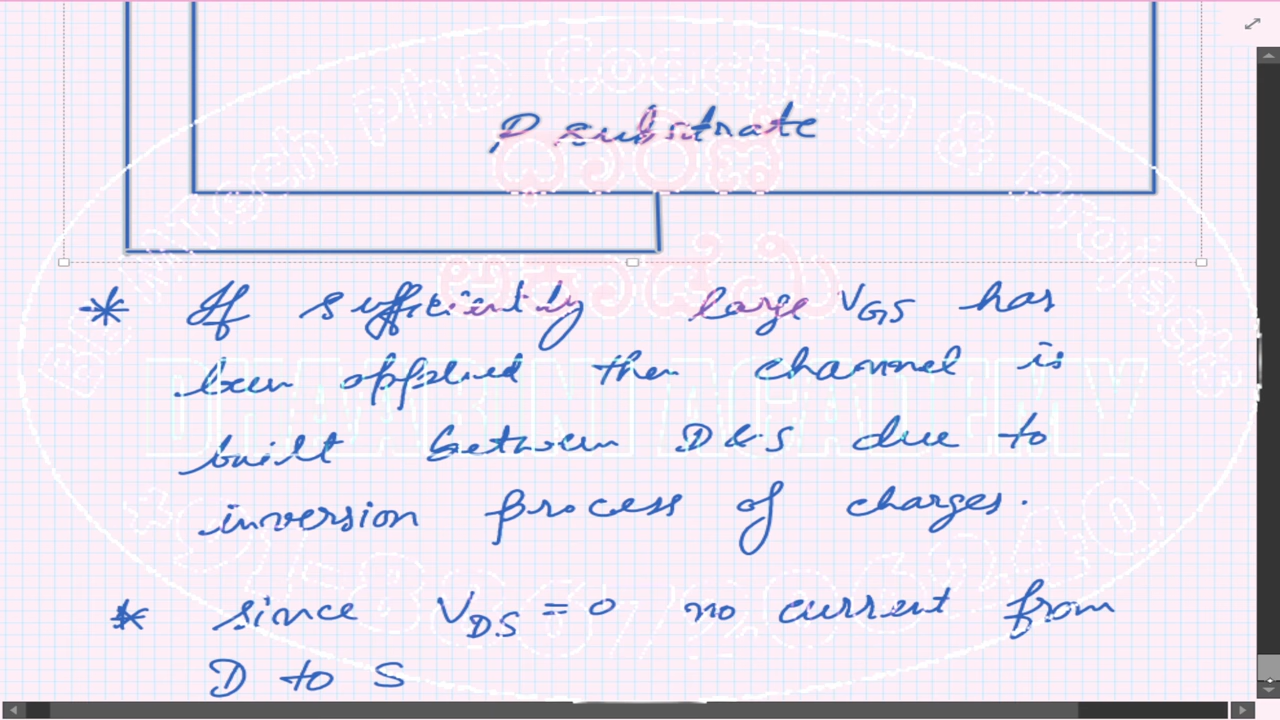 P substrate
* If sufficiently large VGS has
been applied then channel is
built between D & S due to
inversion process of charges.
* since VDS = 0 no current from
D to S